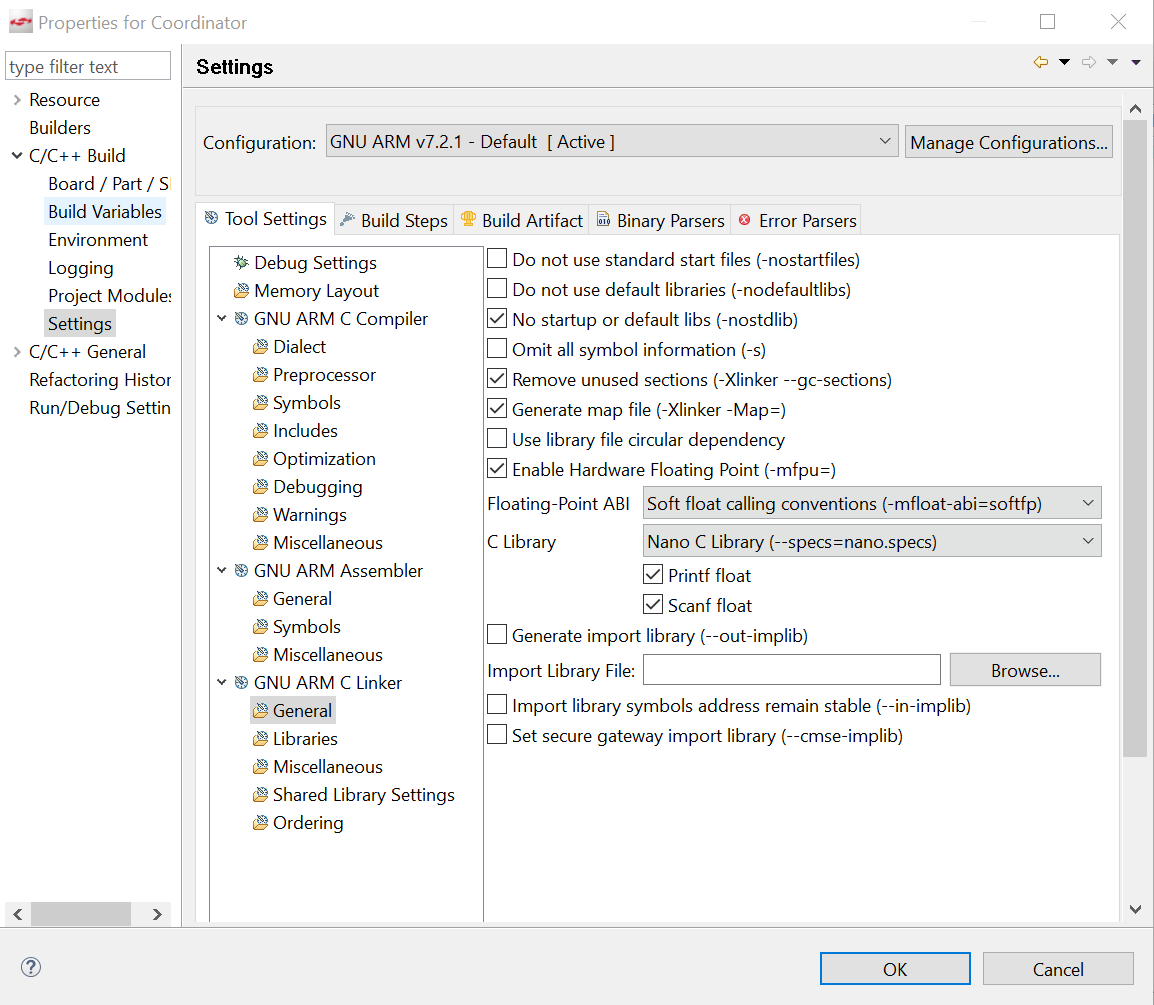 Properties for Coordinator
type filter text
Resource
Builders
C/C++ Build
Board / Part / S
Build Variables
Environment
Logging
Project Modules
Settings
C/C++ General
Refactoring Histor
Run/Debug Settin
Settings
Configuration: GNU ARM v7.2.1 - Default [ Active ] Manage Configurations...
Tool Settings Build Steps Build Artifact Binary Parsers Error Parsers
Debug Settings
Memory Layout
GNU ARM C Compiler
Dialect
Preprocessor
Symbols
Includes
Optimization
Debugging
Warnings
Miscellaneous
GNU ARM Assembler
General
Symbols
Miscellaneous
GNU ARM C Linker
General
Libraries
Miscellaneous
Shared Library Settings
Ordering
Do not use standard start files (-nostartfiles)
Do not use default libraries (-nodefaultlibs)
No startup or default libs (-nostdlib)
Omit all symbol information (-s)
Remove unused sections (-Xlinker --gc-sections)
Generate map file (-Xlinker -Map=)
Use library file circular dependency
Enable Hardware Floating Point (-mfpu=)
Floating-Point ABI Soft float calling conventions (-mfloat-abi=softfp)
C Library Nano C Library (--specs=nano.specs)
Printf float
Scanf float
Generate import library (--out-implib)
Import Library File: Browse...
Import library symbols address remain stable (--in-implib)
Set secure gateway import library (--cmse-implib)
OK Cancel